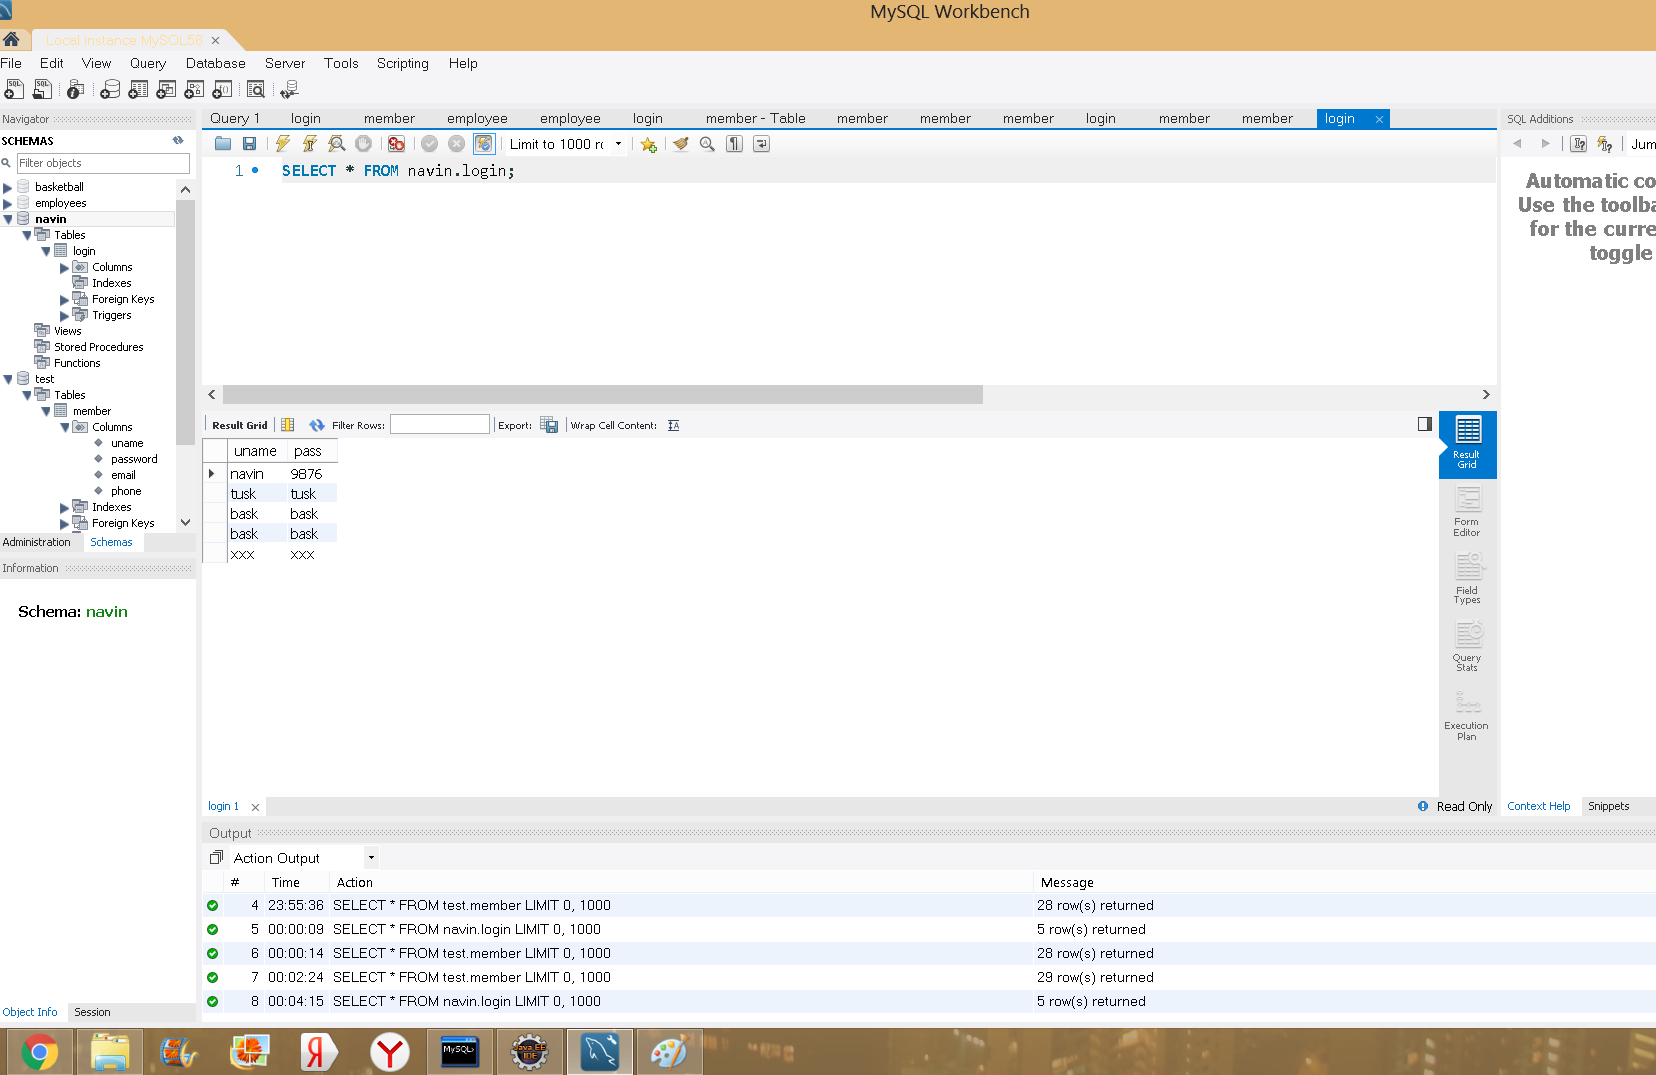 MySQL Workbench
Local instance MySQL56
File Edit View Query Database Server Tools Scripting Help
Navigator
SCHEMAS
Filter objects
basketball
employees
navin
Tables
login
Columns
Indexes
Foreign Keys
Triggers
Views
Stored Procedures
Functions
test
Tables
member
Columns
uname
password
email
phone
Indexes
Foreign Keys
Administration Schemas
Information
Schema: navin
Object Info Session
Query 1 login member employee employee login member - Table member member member login member member login
Limit to 1000 rc
1 SELECT * FROM navin.login;
Result Grid Filter Rows: Export: Wrap Cell Content:
uname pass
navin 9876
tusk tusk
bask bask
bask bask
xxx xxx
Result
Grid
Form
Editor
Field
Types
Query
Stats
Execution
Plan
login 1
Read Only
SQL Additions
Jum
Automatic co
Use the toolba
for the curre
toggle
Context Help Snippets
Output
Action Output
# Time Action Message
4 23:55:36 SELECT * FROM test.member LIMIT 0, 1000 28 row(s) returned
5 00:00:09 SELECT * FROM navin.login LIMIT 0, 1000 5 row(s) returned
6 00:00:14 SELECT * FROM test.member LIMIT 0, 1000 28 row(s) returned
7 00:02:24 SELECT * FROM test.member LIMIT 0, 1000 29 row(s) returned
8 00:04:15 SELECT * FROM navin.login LIMIT 0, 1000 5 row(s) returned
Я
Y
MySQL>
Java EE
IDE